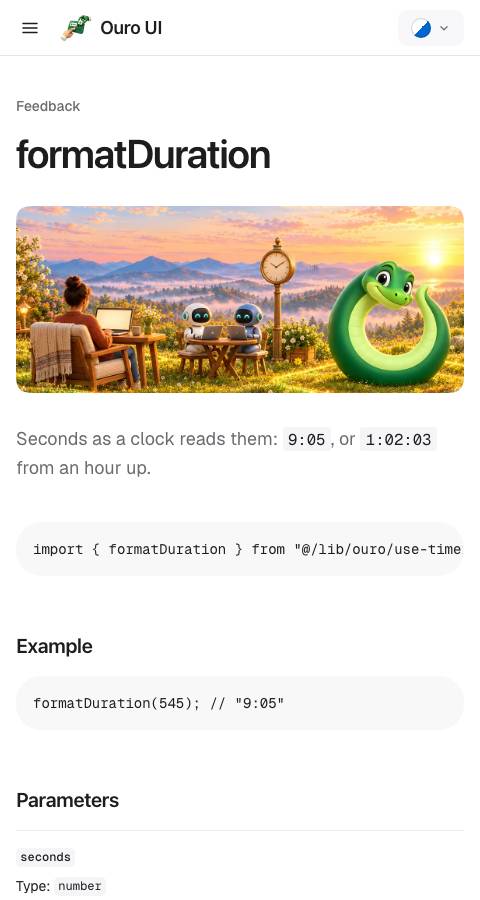 Ouro UI
Feedback
formatDuration
Seconds as a clock reads them: 9:05, or 1:02:03
from an hour up.
import { formatDuration } from "@/lib/ouro/use-time
Example
formatDuration(545); // "9:05"
Parameters
seconds
Type: number